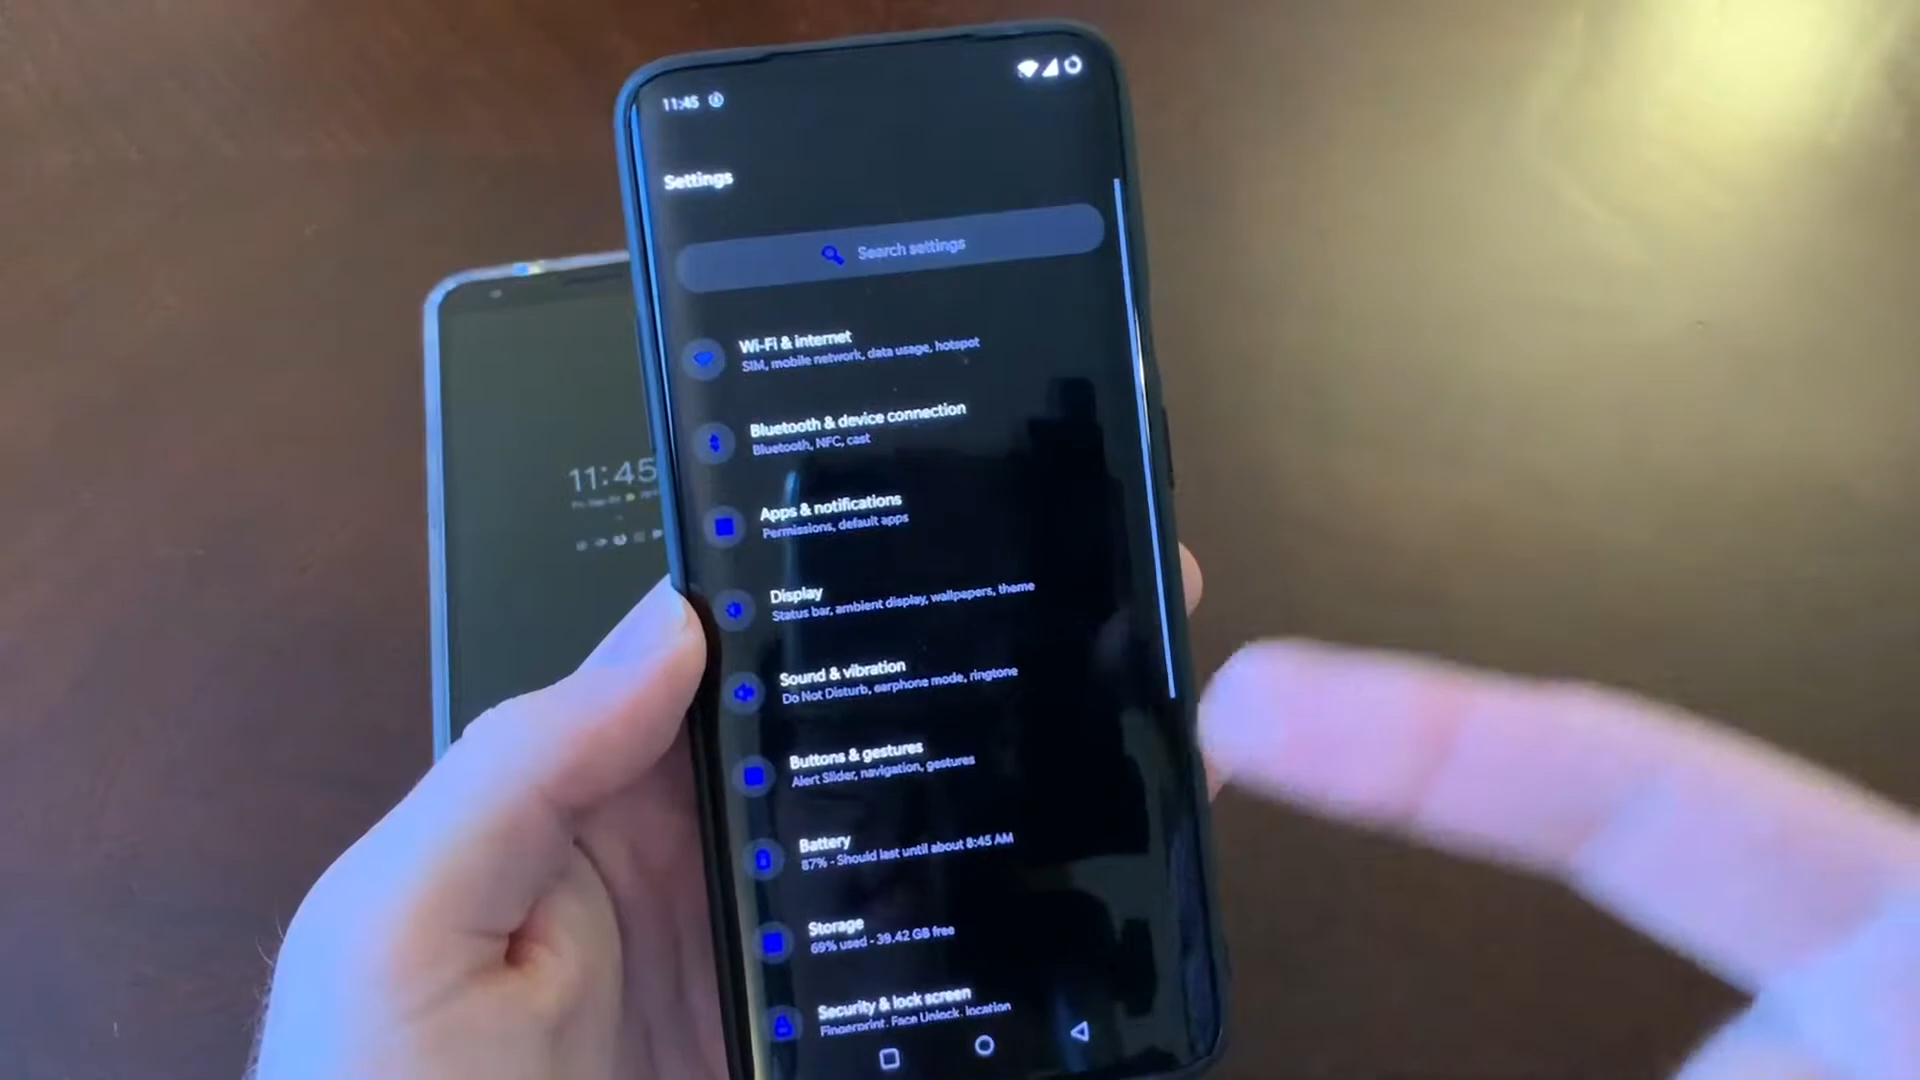 11:45
Settings
Search settings
Wi-Fi & internet
SIM, mobile network, data usage, hotspot
Bluetooth & device connection
Bluetooth, NFC, cast
Apps & notifications
Permissions, default apps
Display
Status bar, ambient display, wallpapers, theme
Sound & vibration
Do Not Disturb, earphone mode, ringtone
Buttons & gestures
Alert Slider, navigation, gestures
Battery
87% - Should last until about 8:45 AM
Storage
69% used - 39.42 GB free
Security & lock screen
Fingerprint, Face Unlock, location
11:45